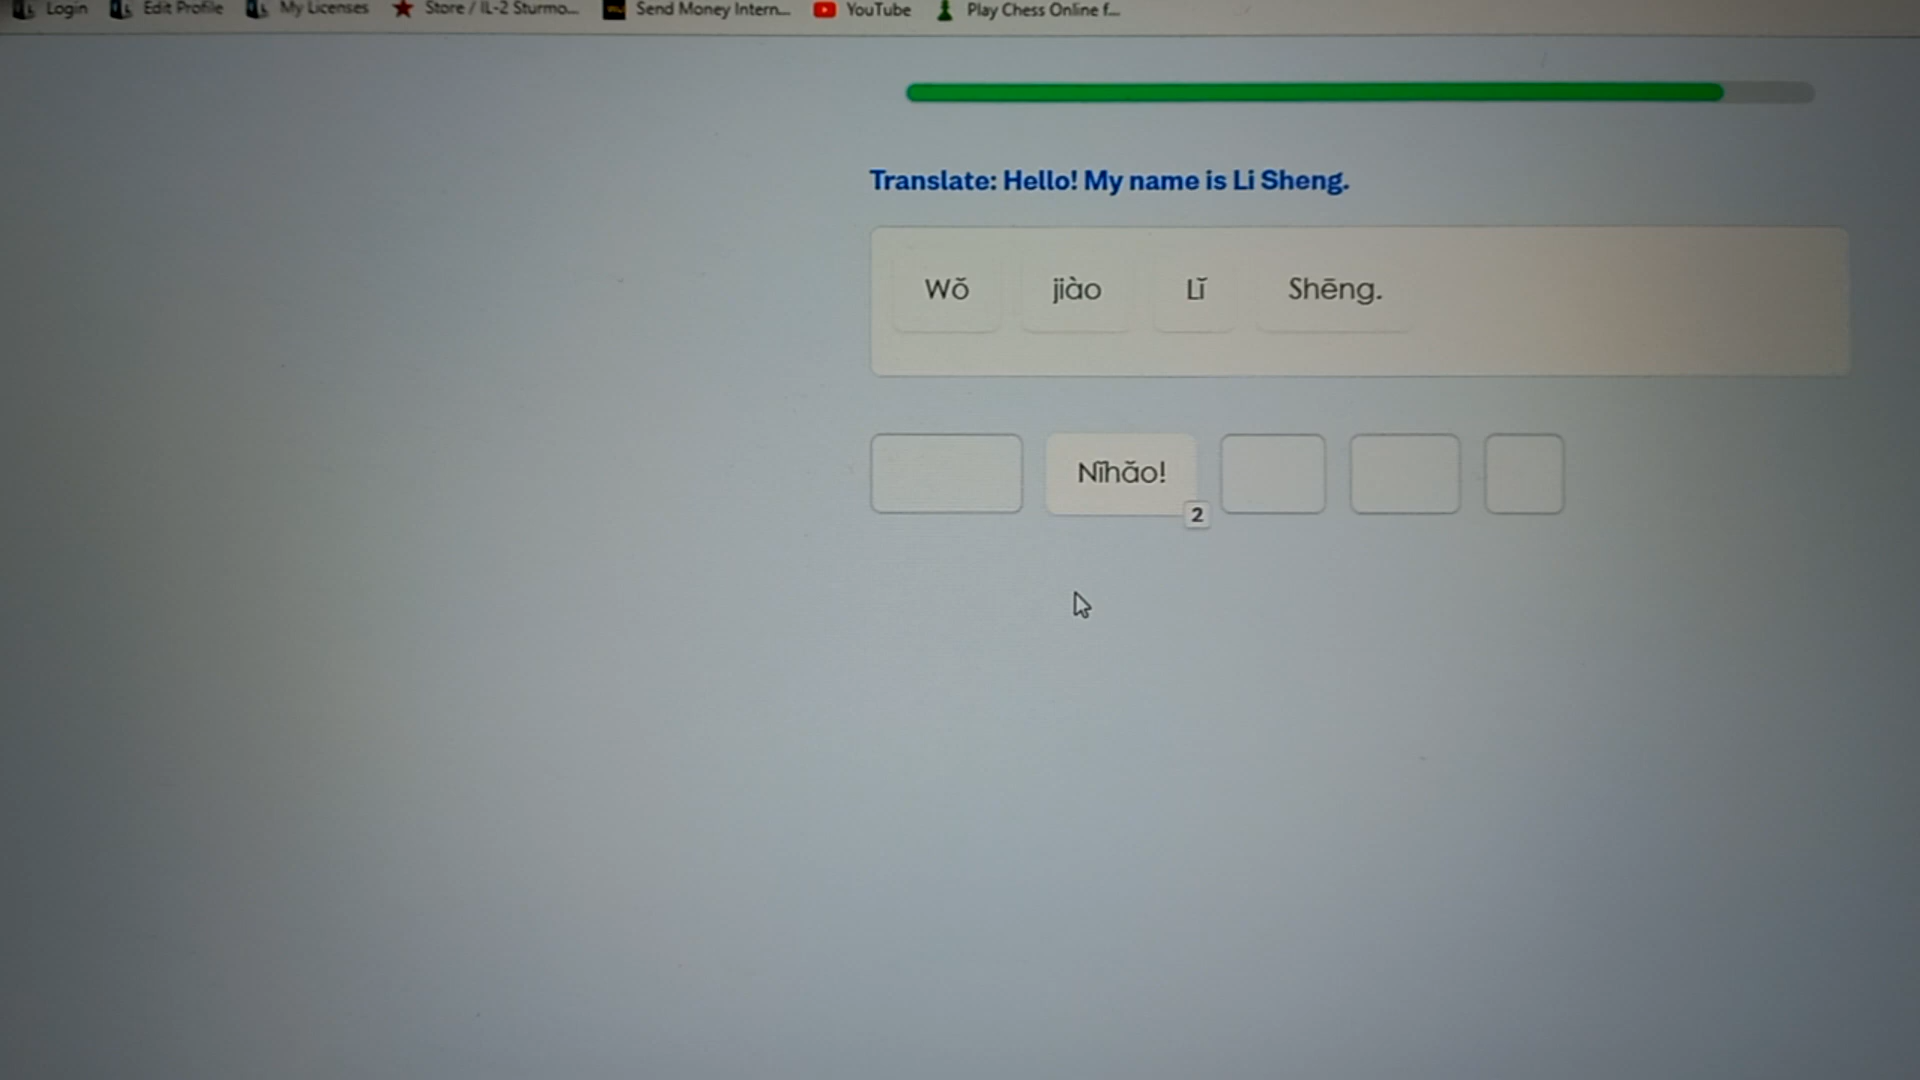 Login Edit Profile My Licenses Store / IL-2 Sturmo... Send Money Intern... YouTube Play Chess Online f...
Translate: Hello! My name is Li Sheng.
Wǒ jiào Lǐ Shēng.
Nǐhǎo!
2